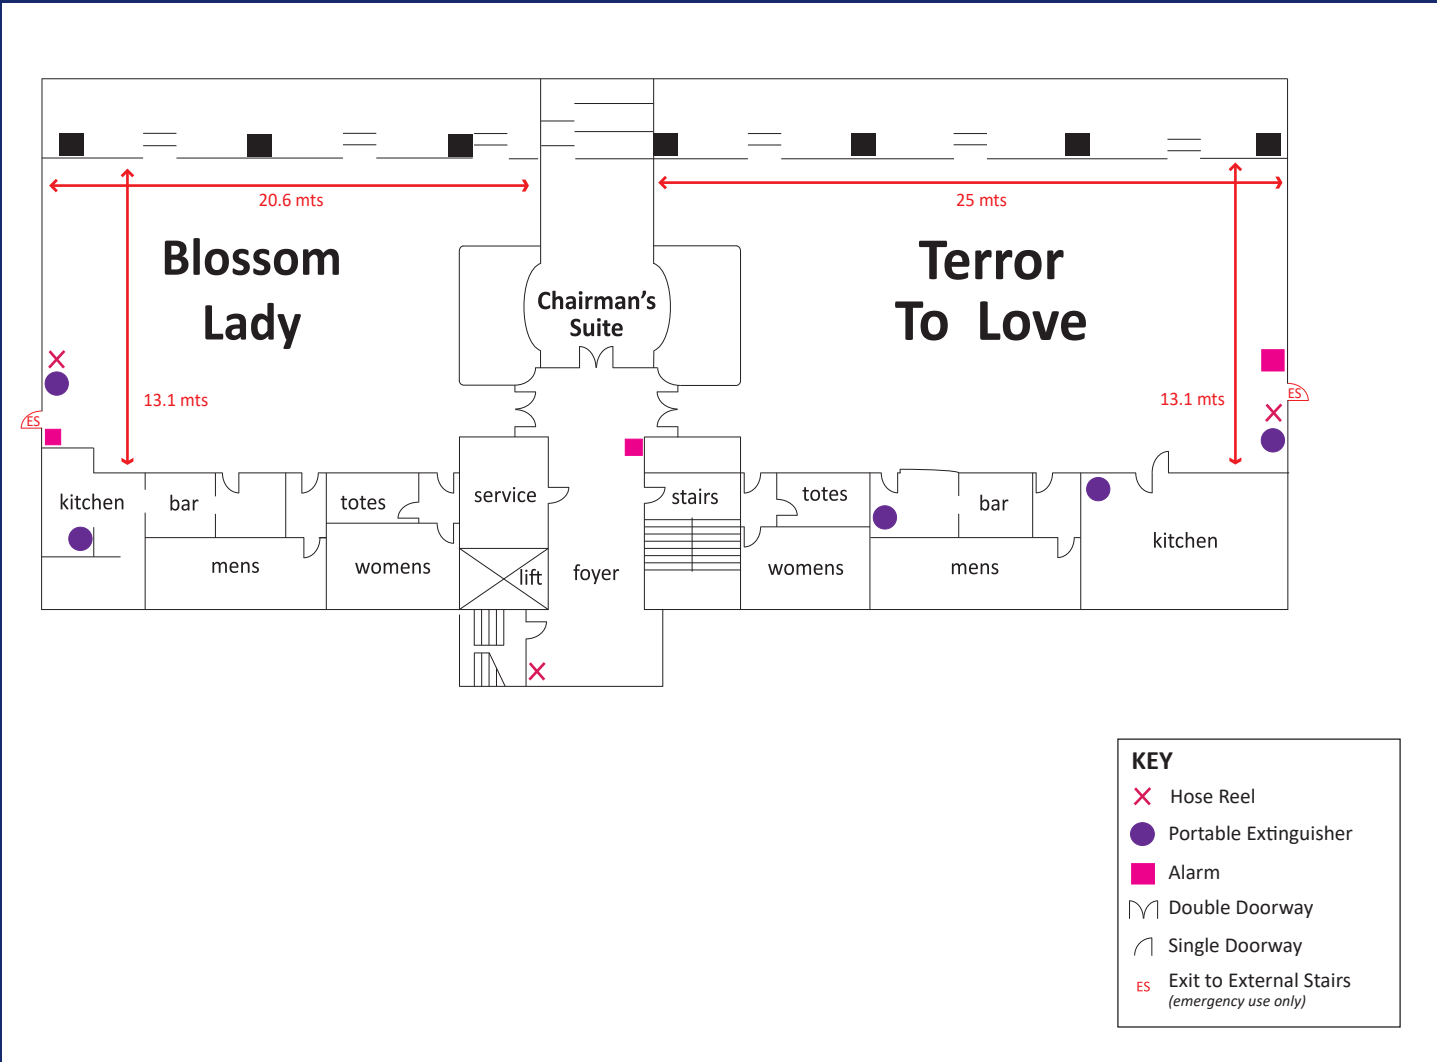 20.6 mts
25 mts
Blossom
Lady
Terror
To Love
Chairman's
Suite
13.1 mts
13.1 mts
ES
ES
kitchen
bar
totes
service
stairs
totes
bar
kitchen
mens
womens
lift
foyer
womens
mens
KEY
Hose Reel
Portable Extinguisher
Alarm
Double Doorway
Single Doorway
ES Exit to External Stairs
(emergency use only)